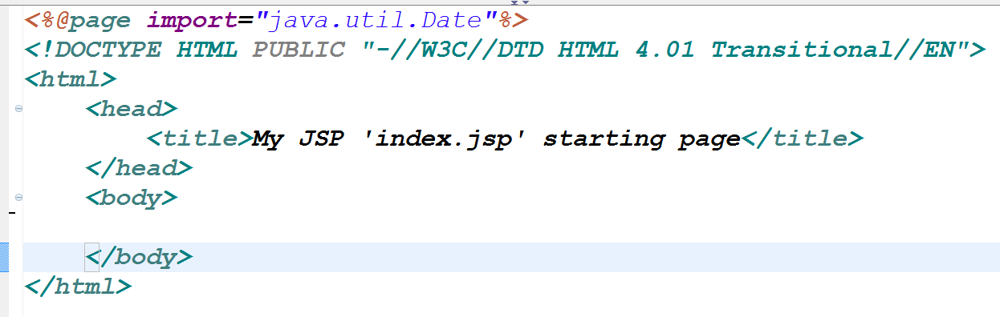 <%@page import="java.util.Date"%>
<!DOCTYPE HTML PUBLIC "-//W3C//DTD HTML 4.01 Transitional//EN">
<html>
    <head>
        <title>My JSP 'index.jsp' starting page</title>
    </head>
    <body>
    </body>
</html>